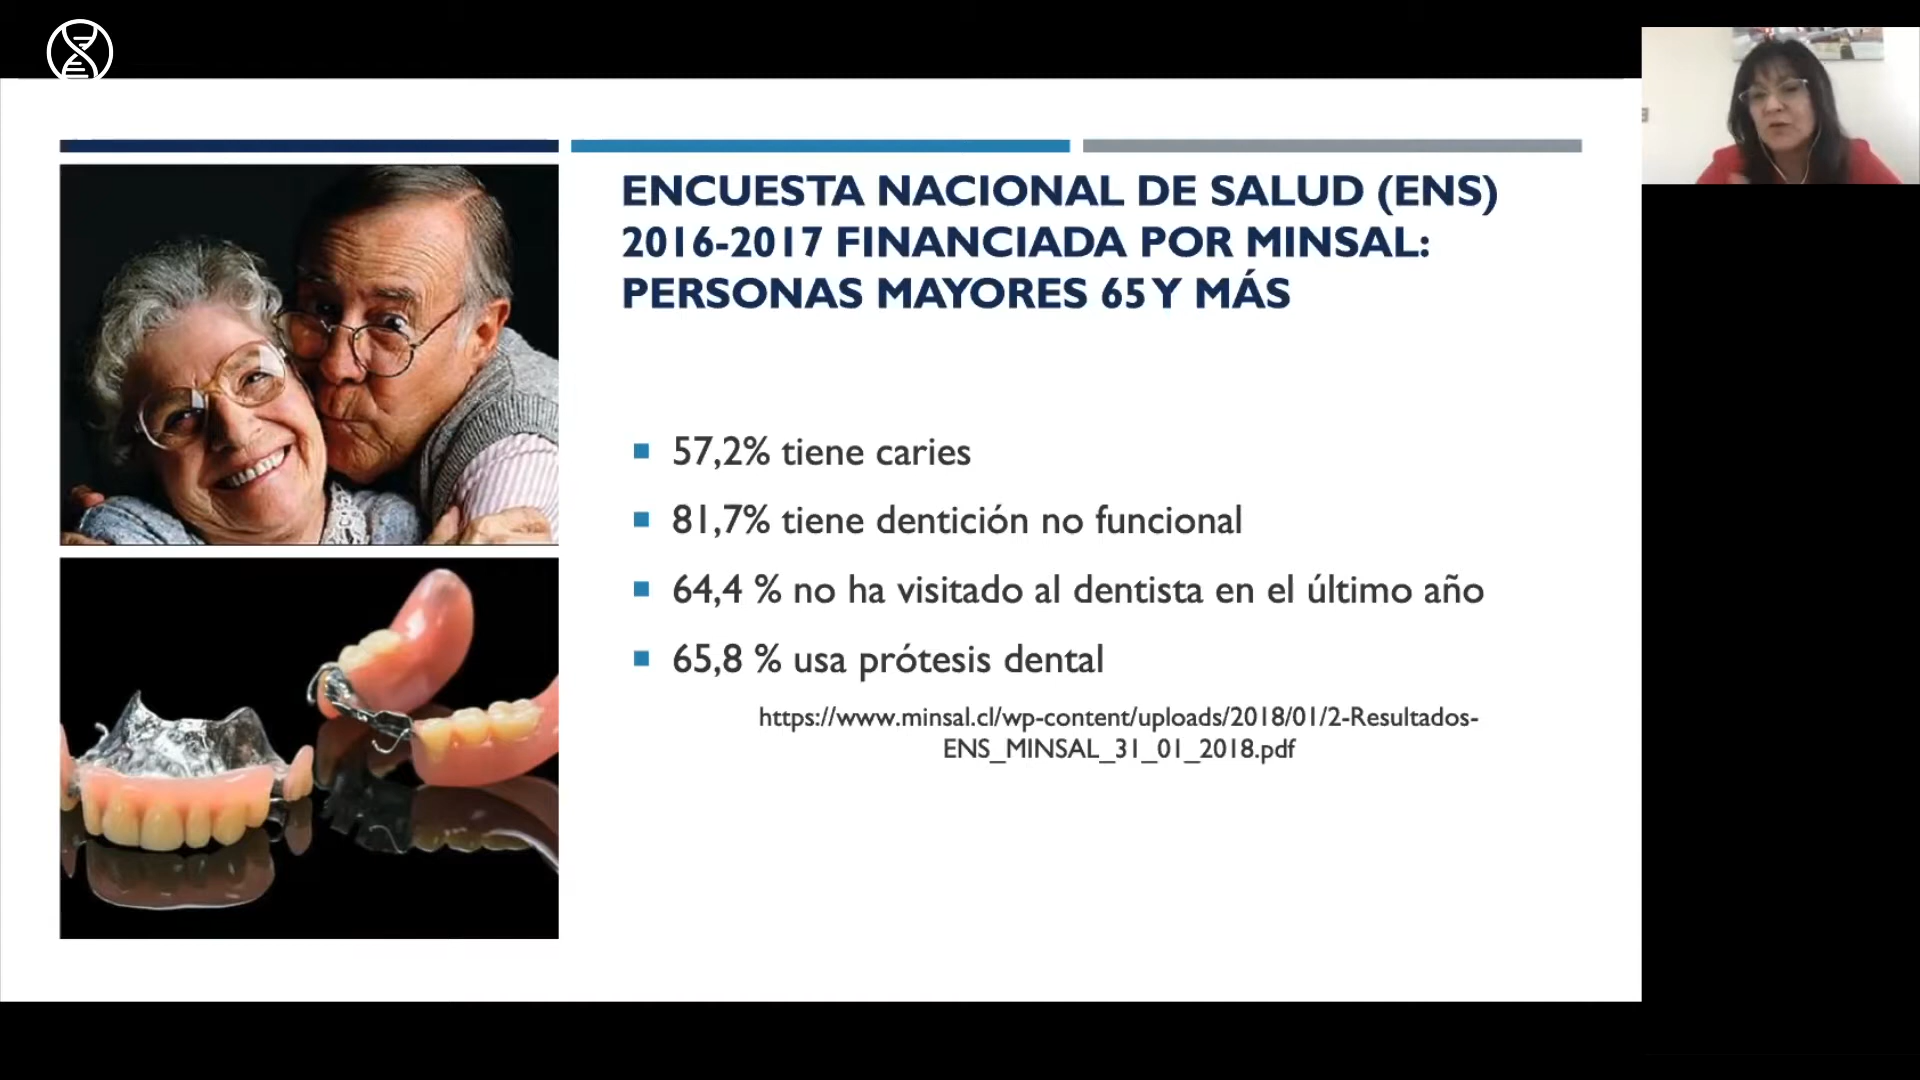 ENCUESTA NACIONAL DE SALUD (ENS)
2016-2017 FINANCIADA POR MINSAL:
PERSONAS MAYORES 65 Y MÁS
57,2% tiene caries
81,7% tiene dentición no funcional
64,4 % no ha visitado al dentista en el último año
65,8 % usa prótesis dental
https://www.minsal.cl/wp-content/uploads/2018/01/2-Resultados-
ENS_MINSAL_31_01_2018.pdf